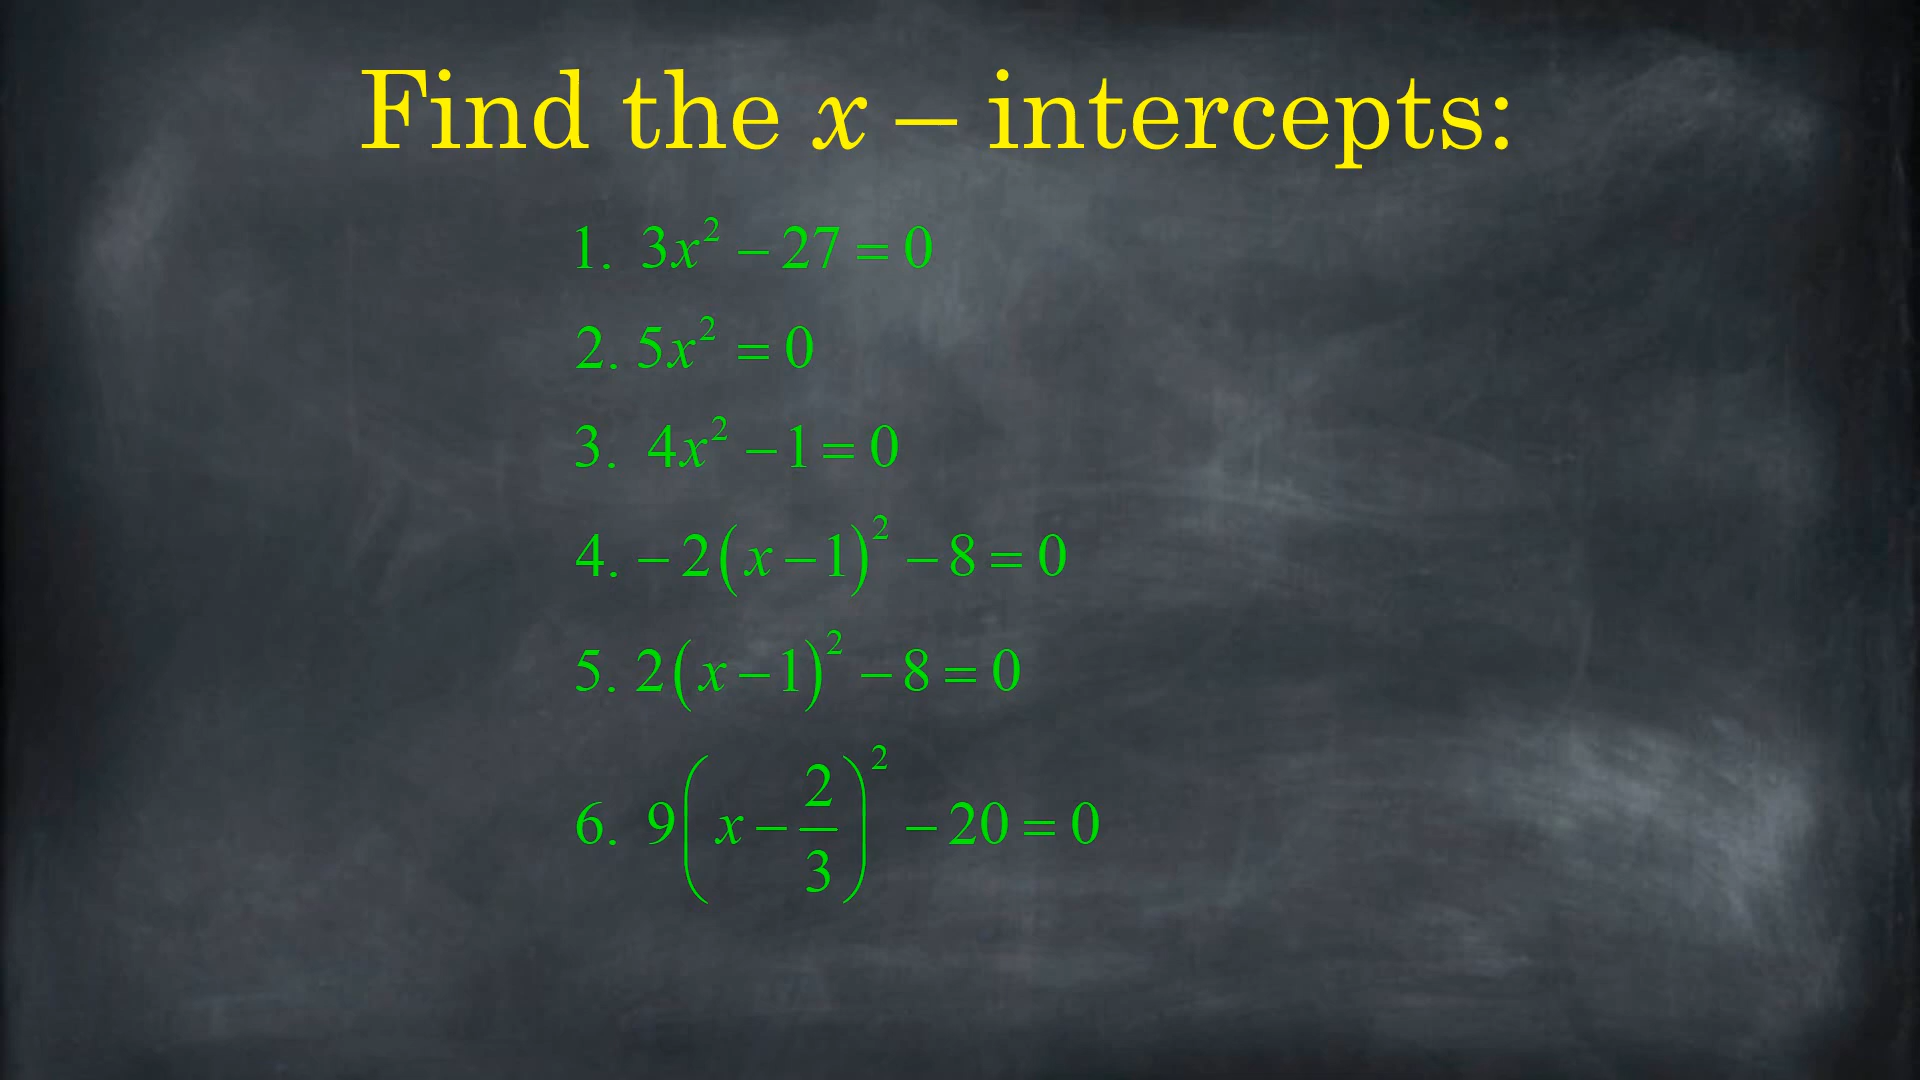 Find the x – intercepts:
1. 3x² − 27 = 0
2. 5x² = 0
3. 4x² − 1 = 0
4. −2(x − 1)² − 8 = 0
5. 2(x − 1)² − 8 = 0
6. 9(x − 2/3)² − 20 = 0